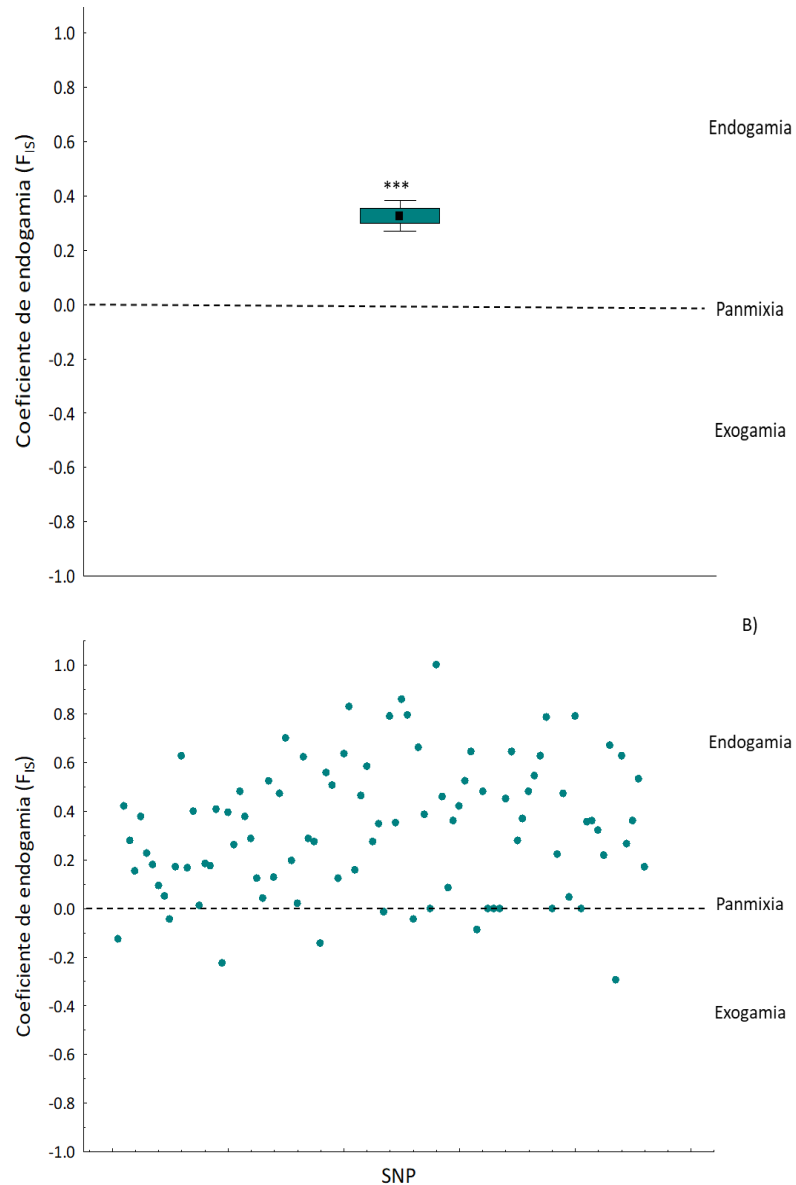 1.0
0.8
0.6
0.4
0.2
0.0
-0.2
-0.4
-0.6
-0.8
-1.0
Coeficiente de endogamia (FIS)
***
Endogamia
Panmixia
Exogamia
B)
1.0
0.8
0.6
0.4
0.2
0.0
-0.2
-0.4
-0.6
-0.8
-1.0
Coeficiente de endogamia (FIS)
Endogamia
Panmixia
Exogamia
SNP